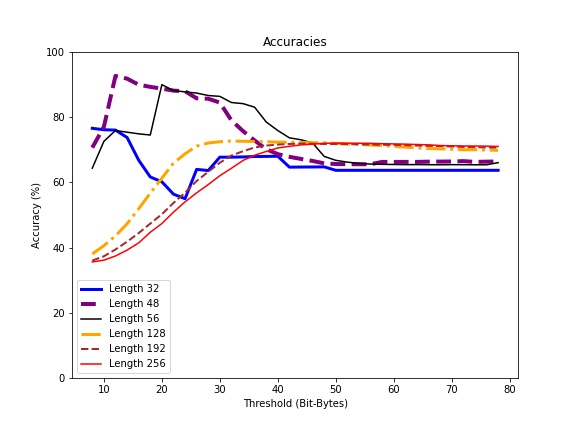 Accuracies
100
80
60
40
20
0
Accuracy (%)
Length 32
Length 48
Length 56
Length 128
Length 192
Length 256
10 20 30 40 50 60 70 80
Threshold (Bit-Bytes)